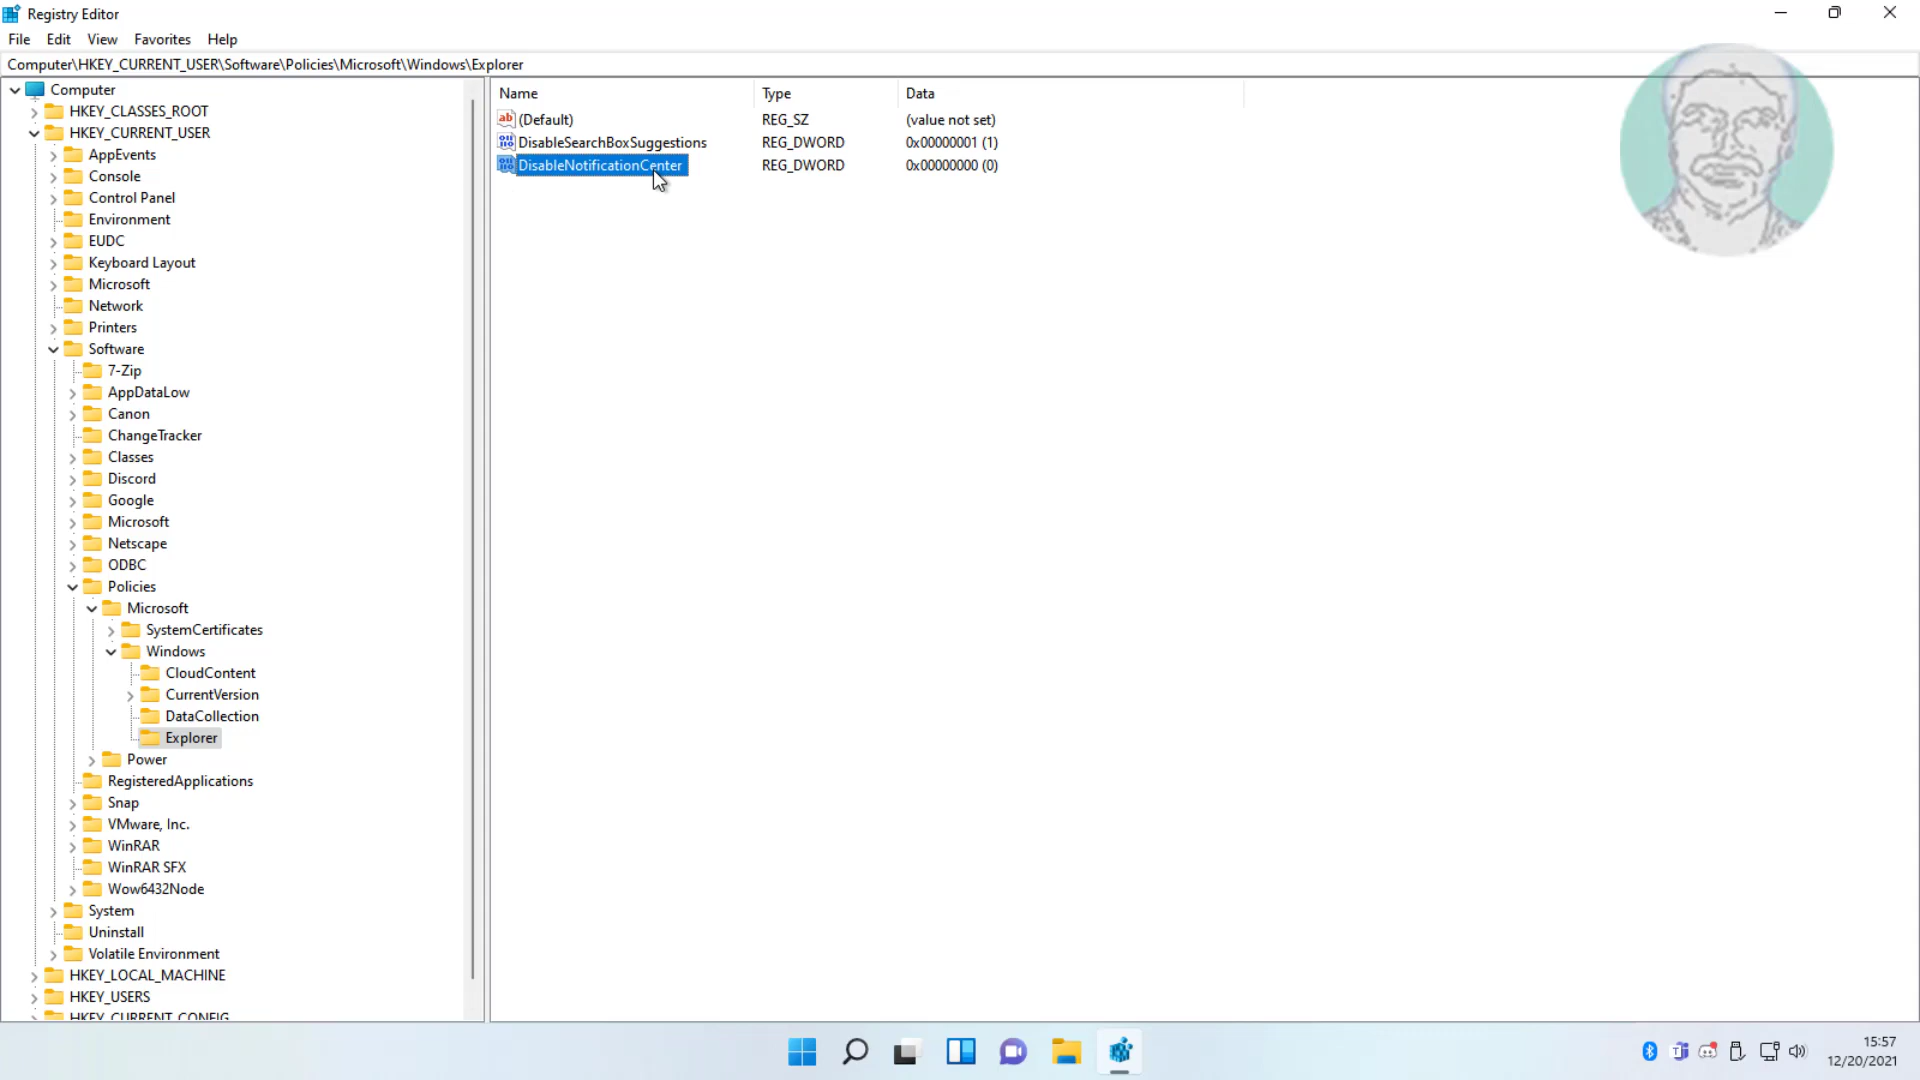 Registry Editor
File Edit View Favorites Help
Computer\HKEY_CURRENT_USER\Software\Policies\Microsoft\Windows\Explorer
Computer
HKEY_CLASSES_ROOT
HKEY_CURRENT_USER
AppEvents
Console
Control Panel
Environment
EUDC
Keyboard Layout
Microsoft
Network
Printers
Software
7-Zip
AppDataLow
Canon
ChangeTracker
Classes
Discord
Google
Microsoft
Netscape
ODBC
Policies
Microsoft
SystemCertificates
Windows
CloudContent
CurrentVersion
DataCollection
Explorer
Power
RegisteredApplications
Snap
VMware, Inc.
WinRAR
WinRAR SFX
Wow6432Node
System
Uninstall
Volatile Environment
HKEY_LOCAL_MACHINE
HKEY_USERS
HKEY_CURRENT_CONFIG
Name Type Data
(Default) REG_SZ (value not set)
DisableSearchBoxSuggestions REG_DWORD 0x00000001 (1)
DisableNotificationCenter REG_DWORD 0x00000000 (0)
15:57
12/20/2021